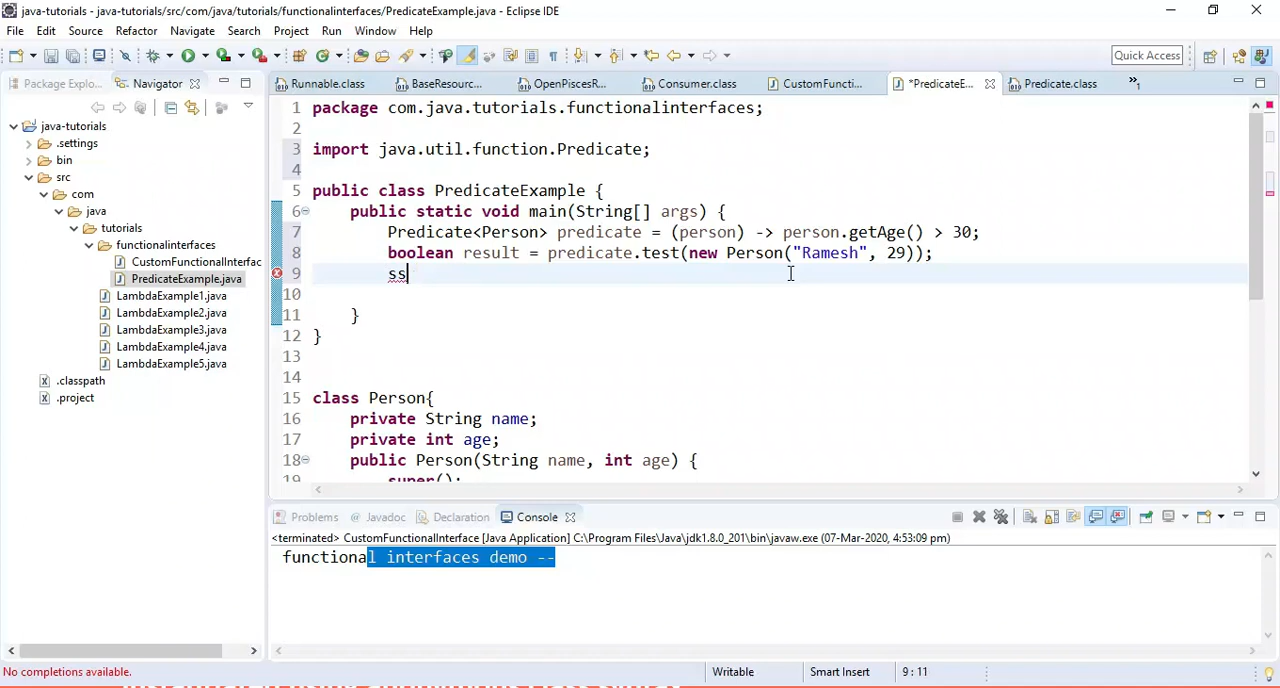 java-tutorials - java-tutorials/src/com/java/tutorials/functionalinterfaces/PredicateExample.java - Eclipse IDE
File Edit Source Refactor Navigate Search Project Run Window Help
Quick Access
Package Explo... Navigator
Runnable.class BaseResourc... OpenPiscesR... Consumer.class CustomFuncti... *PredicateE... Predicate.class »1
java-tutorials
.settings
bin
src
com
java
tutorials
functionalinterfaces
CustomFunctionalInterfac
PredicateExample.java
LambdaExample1.java
LambdaExample2.java
LambdaExample3.java
LambdaExample4.java
LambdaExample5.java
.classpath
.project
1 package com.java.tutorials.functionalinterfaces;
2
3 import java.util.function.Predicate;
4
5 public class PredicateExample {
6 public static void main(String[] args) {
7 Predicate<Person> predicate = (person) -> person.getAge() > 30;
8 boolean result = predicate.test(new Person("Ramesh", 29));
9 ss
10
11 }
12 }
13
14
15 class Person{
16 private String name;
17 private int age;
18 public Person(String name, int age) {
19 super();
Problems @ Javadoc Declaration Console
<terminated> CustomFunctionalInterface [Java Application] C:\Program Files\Java\jdk1.8.0_201\bin\javaw.exe (07-Mar-2020, 4:53:09 pm)
functional interfaces demo --
No completions available. Writable Smart Insert 9 : 11